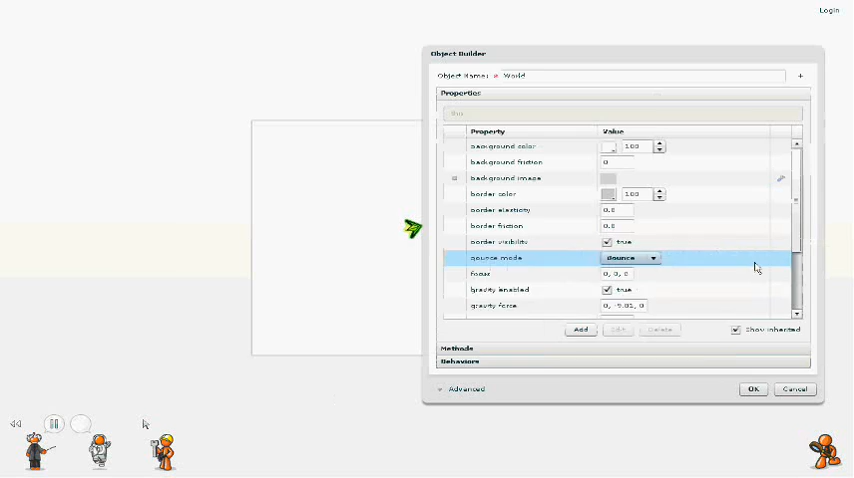 Login
Object Builder
Object Name: World +
Properties
Property Value
background color 100
background friction 0
background image
border color 100
border elasticity 0.8
border friction 0.8
border visibility true
bounce mode Bounce
focus 0, 0, 0
gravity enabled true
gravity force 0, -9.81, 0
Add Edit Delete Show Inherited
Methods
Behaviors
Advanced OK Cancel